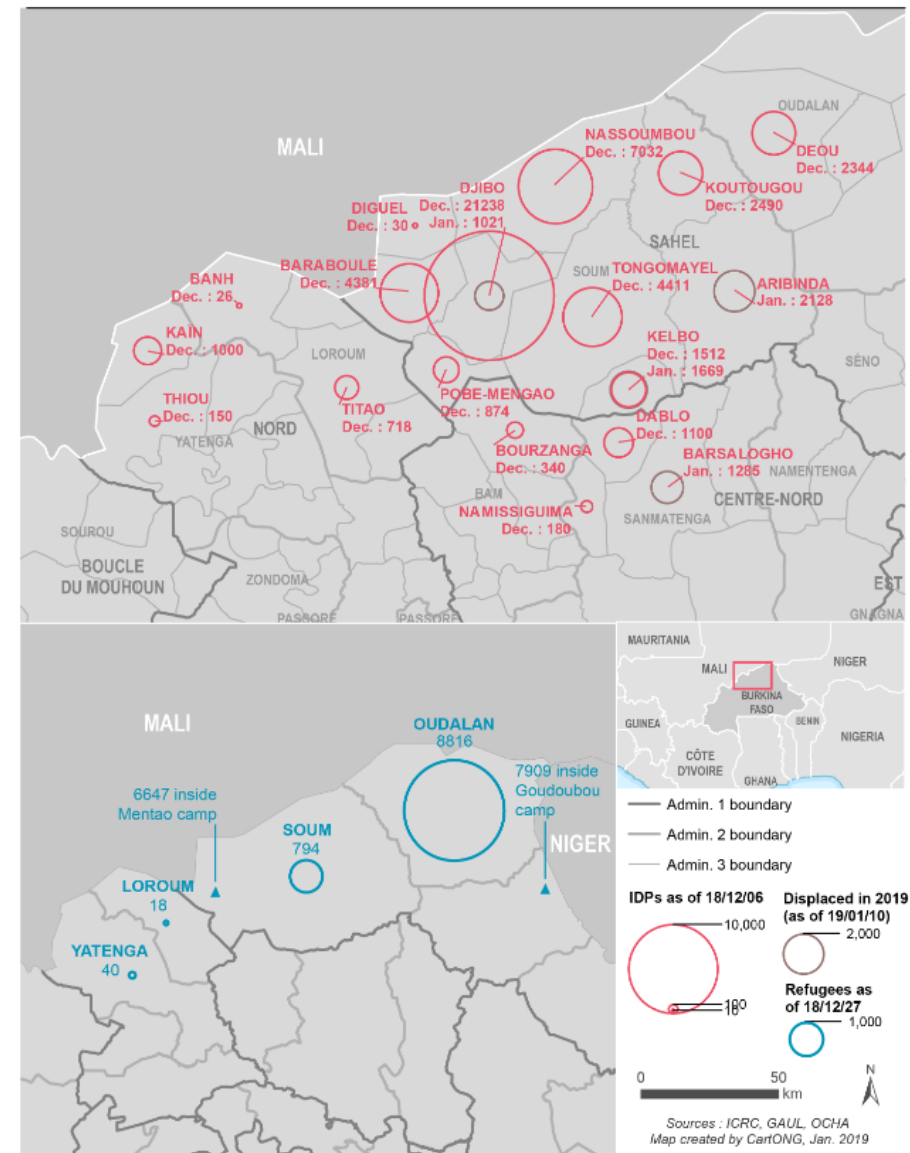 OUDALAN
MALI
NASSOUMBOU
Dec. : 7032
DEOU
Dec. : 2344
DJIBO
Dec. : 21238
Jan. : 1021
KOUTOUGOU
Dec. : 2490
DIGUEL
Dec. : 30
SAHEL
BARABOULE
Dec. : 4381
SOUM
TONGOMAYEL
Dec. : 4411
BANH
Dec. : 26
ARIBINDA
Jan. : 2128
KAÏN
Dec. : 1000
KELBO
Dec. : 1512
Jan. : 1669
LOROUM
SÉNO
THIOU
Dec. : 150
TITAO
Dec. : 718
POBE-MENGAO
Dec. : 874
DABLO
Dec. : 1100
NORD
YATENGA
BOURZANGA
Dec. : 340
BARSALOGHO
Jan. : 1285
NAMENTENGA
BAM
CENTRE-NORD
NAMISSIGUIMA
Dec. : 180
SANMATENGA
SOUROU
BOUCLE
DU MOUHOUN
ZONDOMA
EST
PASSORÉ
PASSORÉ
GNAGNA
MALI
OUDALAN
8816
6647 inside
Mentao camp
7909 inside
Goudoubou
camp
SOUM
794
NIGER
LOROUM
18
YATENGA
40
MAURITANIA
MALI
NIGER
BURKINA
FASO
GUINEA
BENIN
NIGERIA
CÔTE
D'IVOIRE
GHANA
Admin. 1 boundary
Admin. 2 boundary
Admin. 3 boundary
IDPs as of 18/12/06
10,000
100
10
Displaced in 2019
(as of 19/01/10)
2,000
Refugees as
of 18/12/27
1,000
0 50
km
N
Sources : ICRC, GAUL, OCHA
Map created by CartONG, Jan. 2019